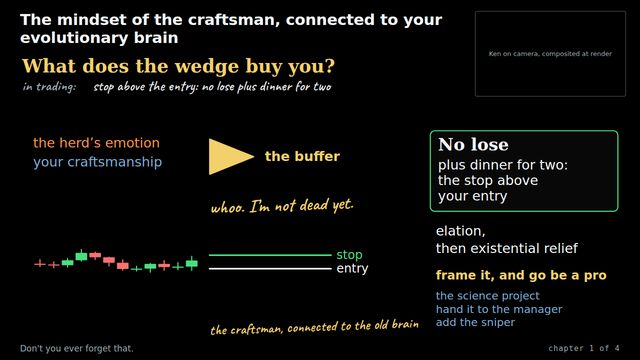 The mindset of the craftsman, connected to your
evolutionary brain
What does the wedge buy you?
in trading: stop above the entry: no lose plus dinner for two
Ken on camera, composited at render
the herd’s emotion
your craftsmanship
the buffer
whoo. I'm not dead yet.
No lose
plus dinner for two:
the stop above
your entry
stop
entry
elation,
then existential relief
frame it, and go be a pro
the science project
hand it to the manager
add the sniper
the craftsman, connected to the old brain
Don't you ever forget that.
chapter 1 of 4